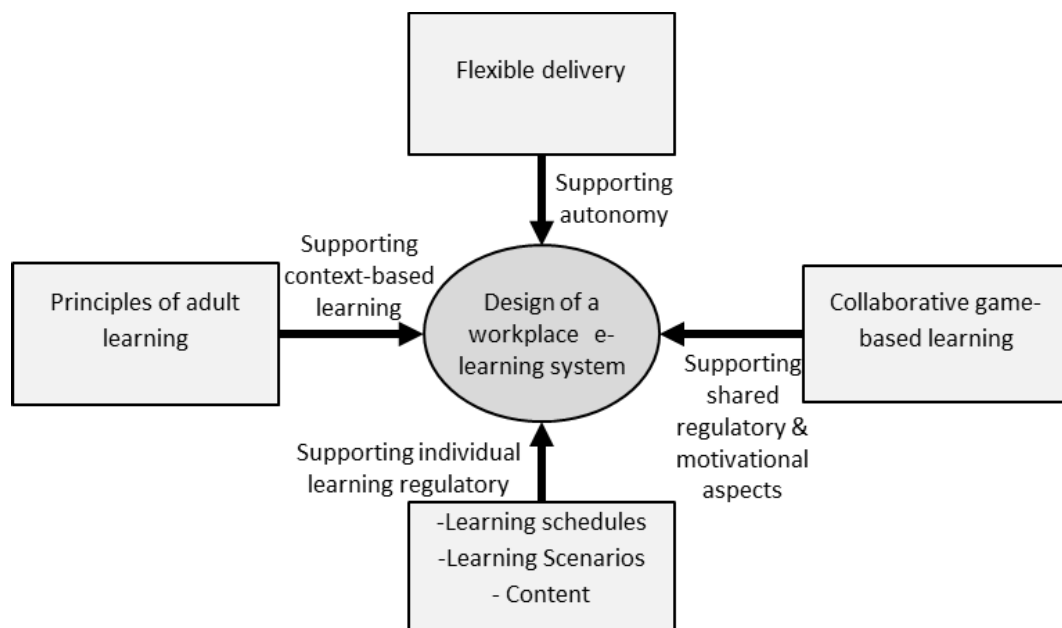 Flexible delivery
Supporting
autonomy
Supporting
context-based
learning
Principles of adult
learning
Design of a
workplace e-
learning system
Collaborative game-
based learning
Supporting
shared
regulatory &
motivational
aspects
Supporting individual
learning regulatory
-Learning schedules
-Learning Scenarios
- Content